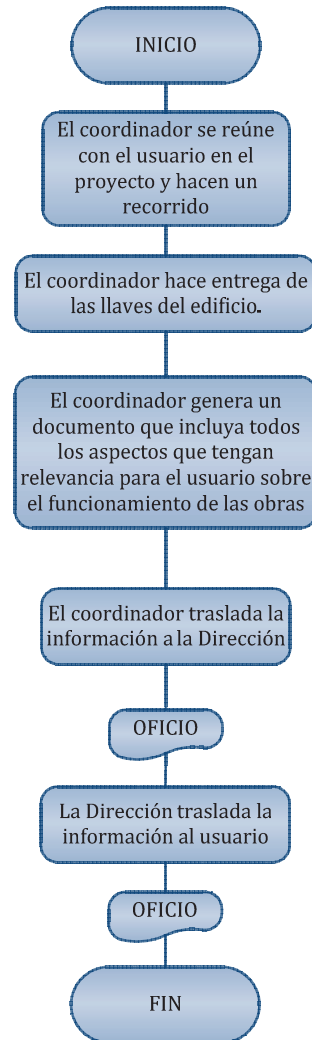 INICIO
El coordinador se reúne
con el usuario en el
proyecto y hacen un
recorrido
El coordinador hace entrega de
las llaves del edificio.
El coordinador genera un
documento que incluya todos
los aspectos que tengan
relevancia para el usuario sobre
el funcionamiento de las obras
El coordinador traslada la
información a la Dirección
OFICIO
La Dirección traslada la
información al usuario
OFICIO
FIN